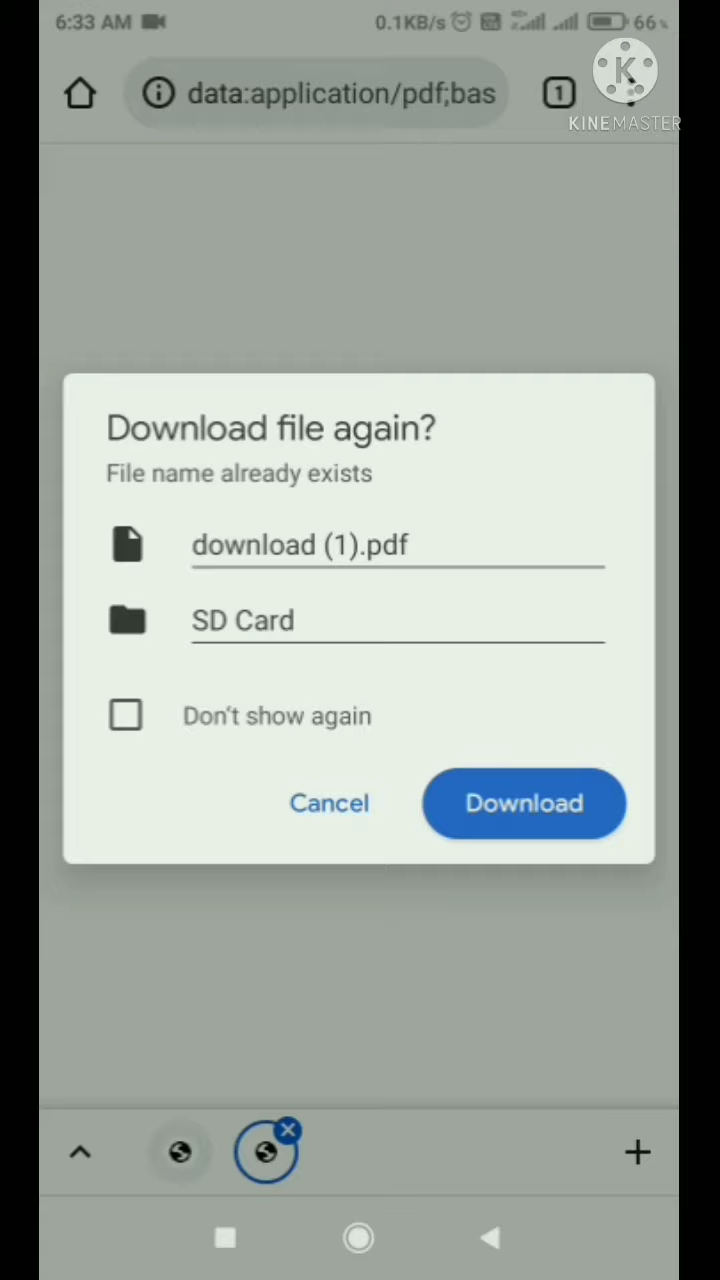 6:33 AM 0.1KB/s 66%
data:application/pdf;bas 1
K
KINEMASTER
Download file again?
File name already exists
download (1).pdf
SD Card
Don't show again
Cancel Download